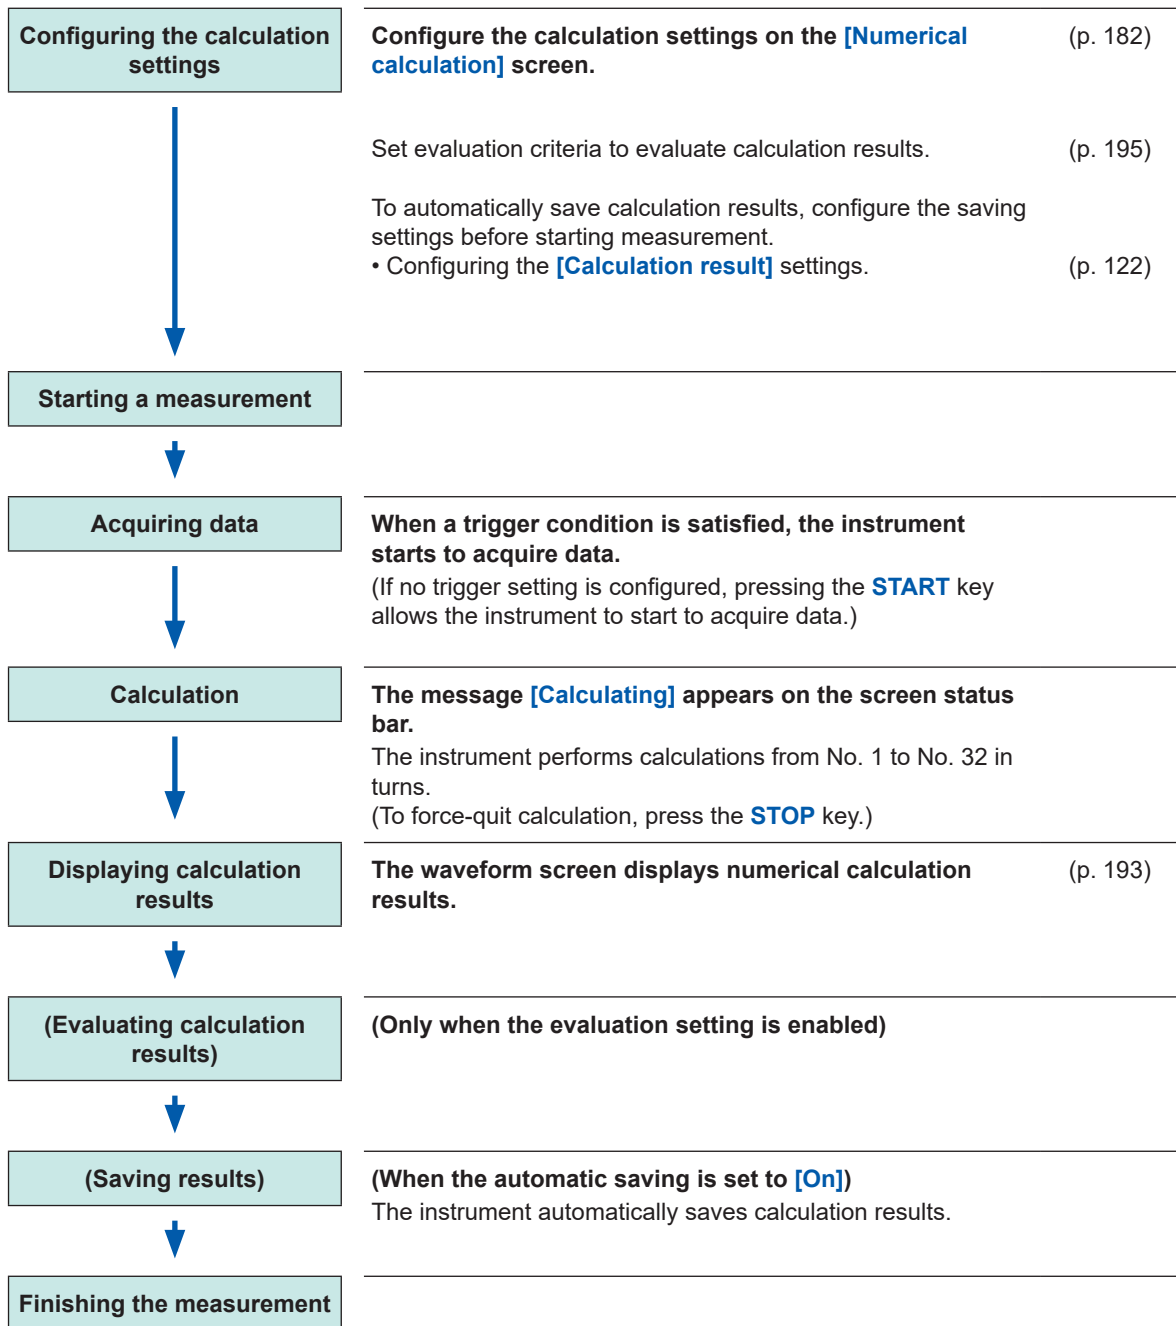 Configuring the calculation
settings
Configure the calculation settings on the [Numerical
calculation] screen.
(p. 182)
Set evaluation criteria to evaluate calculation results.
(p. 195)
To automatically save calculation results, configure the saving
settings before starting measurement.
• Configuring the [Calculation result] settings.
(p. 122)
Starting a measurement
Acquiring data
When a trigger condition is satisfied, the instrument
starts to acquire data.
(If no trigger setting is configured, pressing the START key
allows the instrument to start to acquire data.)
Calculation
The message [Calculating] appears on the screen status
bar.
The instrument performs calculations from No. 1 to No. 32 in
turns.
(To force-quit calculation, press the STOP key.)
Displaying calculation
results
The waveform screen displays numerical calculation
results.
(p. 193)
(Evaluating calculation
results)
(Only when the evaluation setting is enabled)
(Saving results)
(When the automatic saving is set to [On])
The instrument automatically saves calculation results.
Finishing the measurement